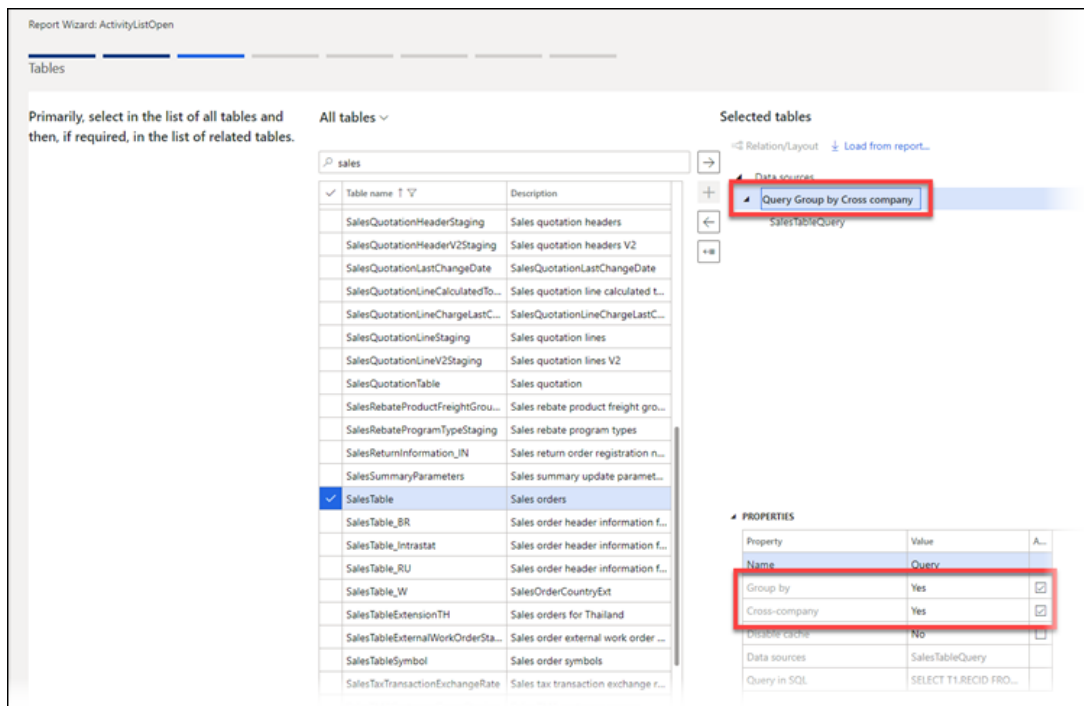 Report Wizard: ActivityListOpen
Tables
Primarily, select in the list of all tables and
then, if required, in the list of related tables.
All tables
sales
Table name Description
SalesQuotationHeaderStaging Sales quotation headers
SalesQuotationHeaderV2Staging Sales quotation headers V2
SalesQuotationLastChangeDate SalesQuotationLastChangeDate
SalesQuotationLineCalculatedTo... Sales quotation line calculated t...
SalesQuotationLineChargeLastC... SalesQuotationLineChargeLastC...
SalesQuotationLineStaging Sales quotation lines
SalesQuotationLineV2Staging Sales quotation lines V2
SalesQuotationTable Sales quotation
SalesRebateProductFreightGrou... Sales rebate product freight gro...
SalesRebateProgramTypeStaging Sales rebate program types
SalesReturnInformation_IN Sales return order registration n...
SalesSummaryParameters Sales summary update paramet...
SalesTable Sales orders
SalesTable_BR Sales order header information f...
SalesTable_Intrastat Sales order header information f...
SalesTable_RU Sales order header information f...
SalesTable_W SalesOrderCountryExt
SalesTableExtensionTH Sales orders for Thailand
SalesTableExternalWorkOrderSta... Sales order external work order ...
SalesTableSymbol Sales order symbols
SalesTaxTransactionExchangeRate Sales tax transaction exchange r...
Selected tables
Relation/Layout Load from report...
Data sources
Query Group by Cross company
SalesTableQuery
PROPERTIES
Property Value A...
Name Query
Group by Yes
Cross-company Yes
Disable cache No
Data sources SalesTableQuery
Query in SQL SELECT T1.RECID FRO...